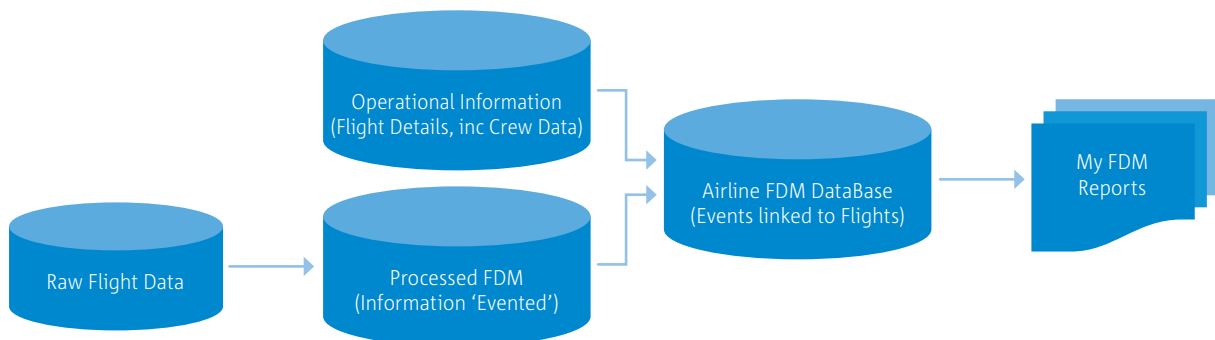 Operational Information
(Flight Details, inc Crew Data)
Airline FDM DataBase
(Events linked to Flights)
My FDM
Reports
Raw Flight Data
Processed FDM
(Information ‘Evented’)